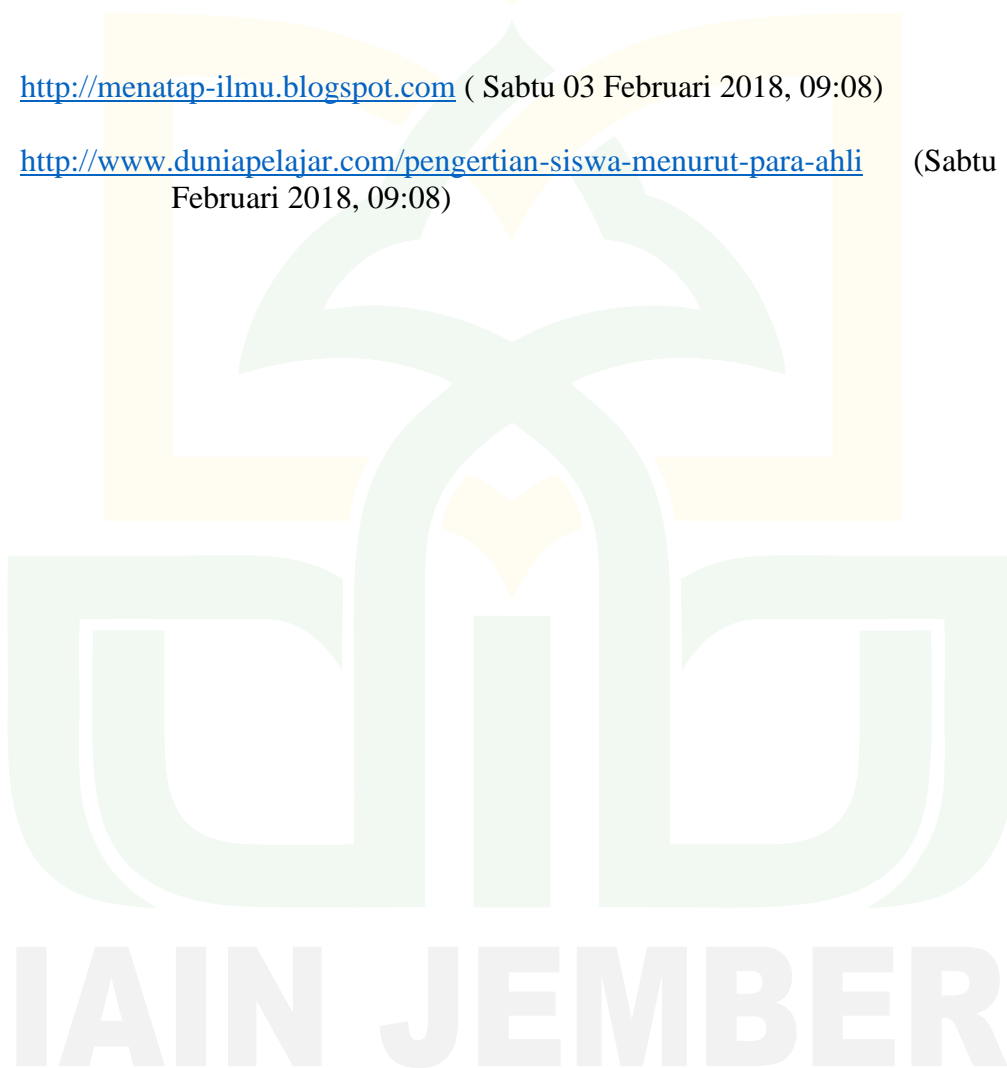 http://menatap-ilmu.blogspot.com ( Sabtu 03 Februari 2018, 09:08)
http://www.duniapelajar.com/pengertian-siswa-menurut-para-ahli (Sabtu
Februari 2018, 09:08)
IAIN JEMBER